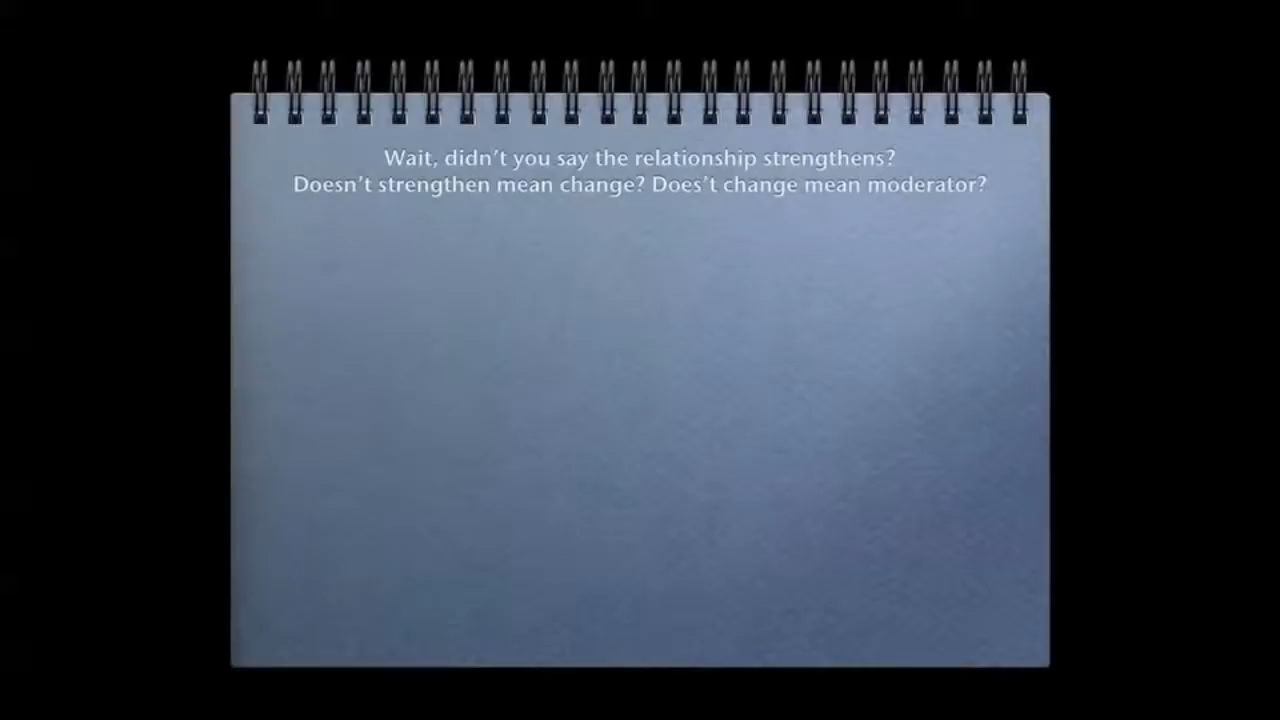 Wait, didn't you say the relationship strengthens?
Doesn't strengthen mean change? Does't change mean moderator?